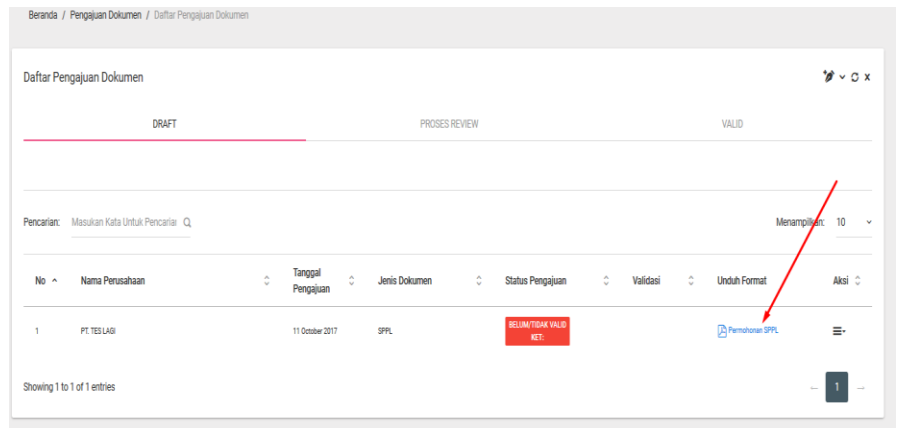 Beranda / Pengajuan Dokumen / Daftar Pengajuan Dokumen
Daftar Pengajuan Dokumen
x
DRAFT PROSES REVIEW VALID
Pencarian: Masukan Kata Untuk Pencarian Menampilkan: 10
No Nama Perusahaan Tanggal Pengajuan Jenis Dokumen Status Pengajuan Validasi Unduh Format Aksi
1 PT. TES LAGI 11 October 2017 SPPL BELUM/TIDAK VALID KET: Permohonan SPPL
Showing 1 to 1 of 1 entries
← 1 →